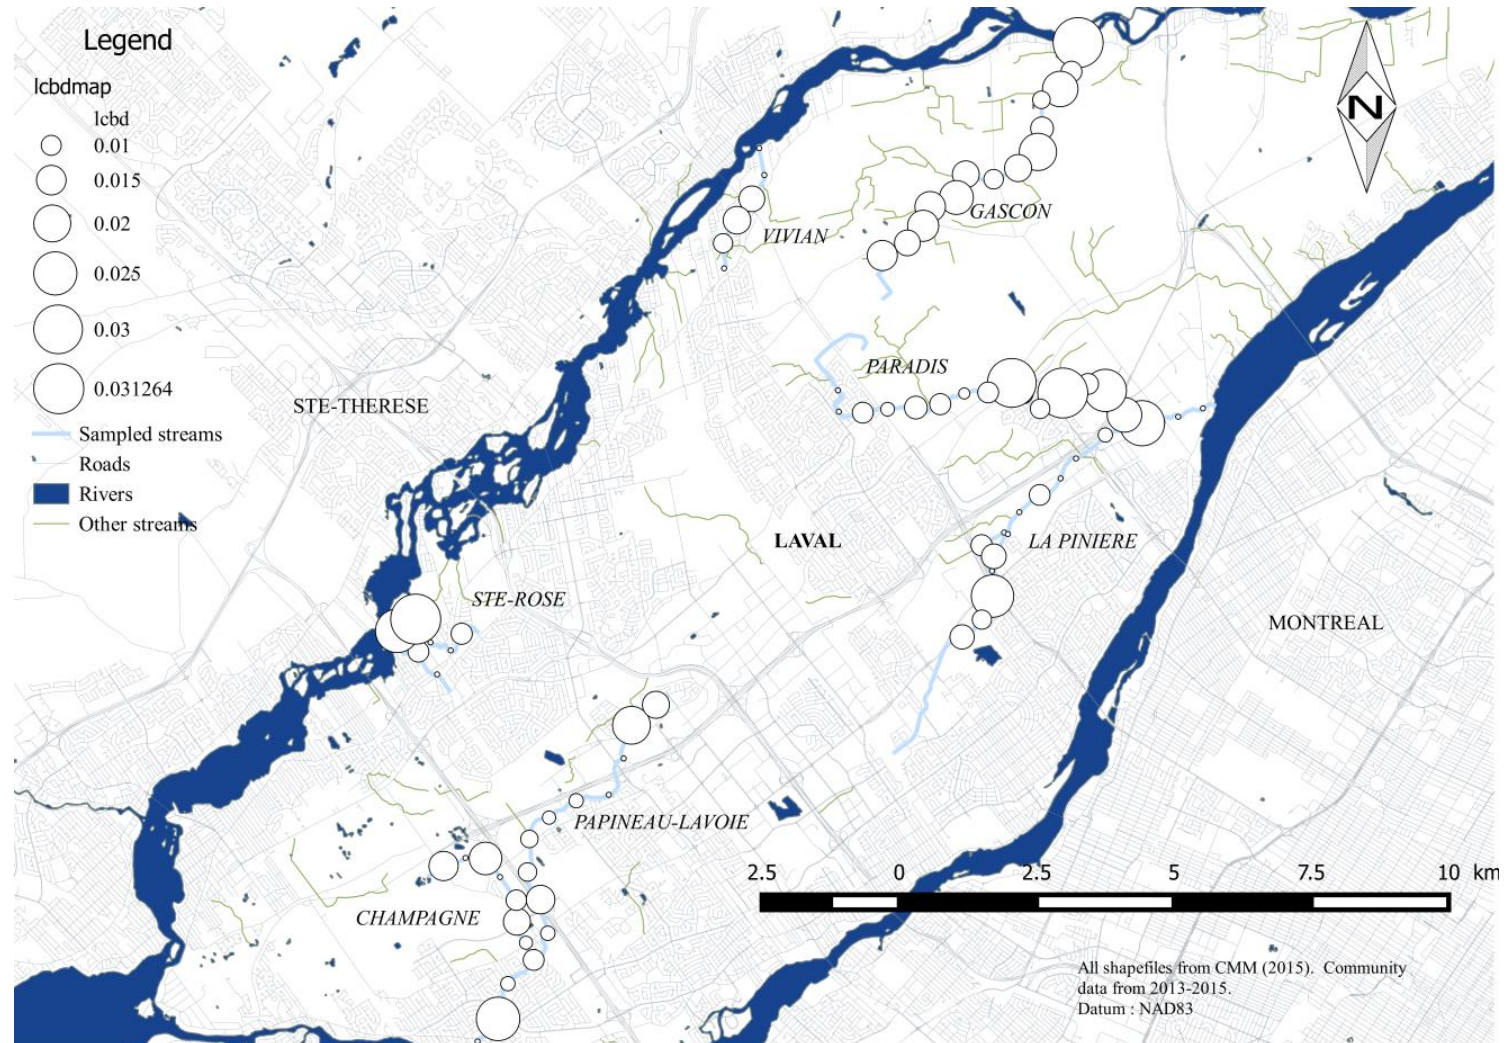 Legend
lcbdmap
lcbd
0.01
0.015
0.02
0.025
0.03
0.031264
Sampled streams
Roads
Rivers
Other streams
N
GASCON
VIVIAN
PARADIS
STE-THERESE
LAVAL
LA PINIERE
STE-ROSE
MONTREAL
PAPINEAU-LAVOIE
CHAMPAGNE
2.5 0 2.5 5 7.5 10 km
All shapefiles from CMM (2015). Community
data from 2013-2015.
Datum : NAD83